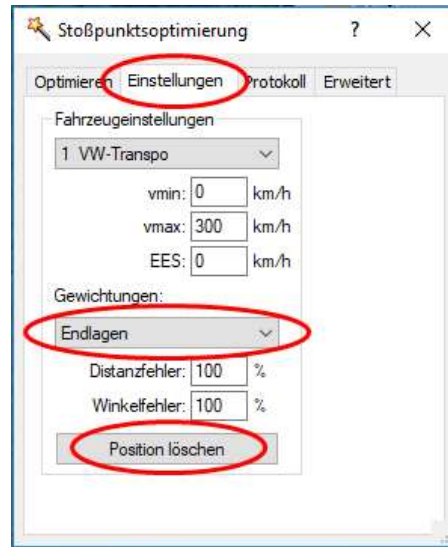 Stoßpunktsoptimierung ? X
Optimieren Einstellungen Protokoll Erweitert
Fahrzeugeinstellungen
1 VW-Transpo
vmin: 0 km/h
vmax: 300 km/h
EES: 0 km/h
Gewichtungen:
Endlagen
Distanzfehler: 100 %
Winkelfehler: 100 %
Position löschen